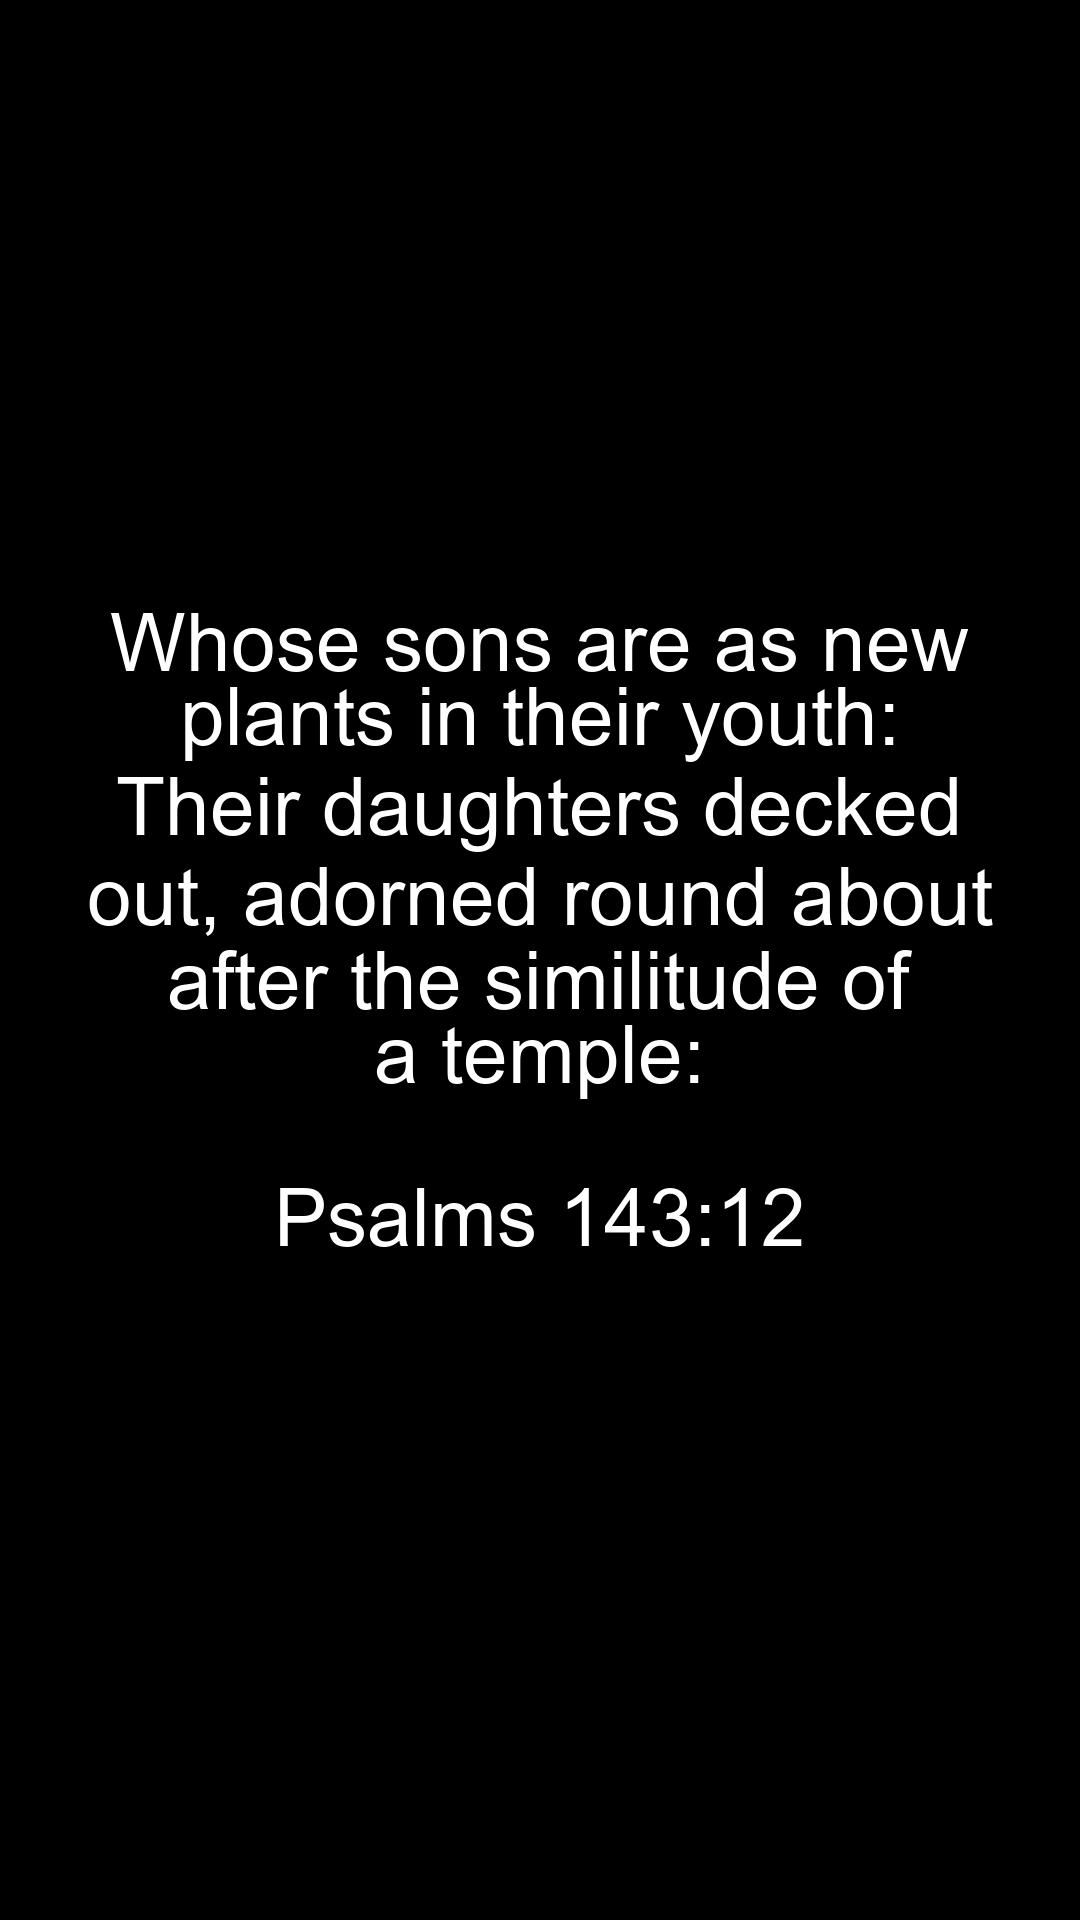 Whose sons are as new
plants in their youth:
Their daughters decked
out, adorned round about
after the similitude of
a temple:
Psalms 143:12